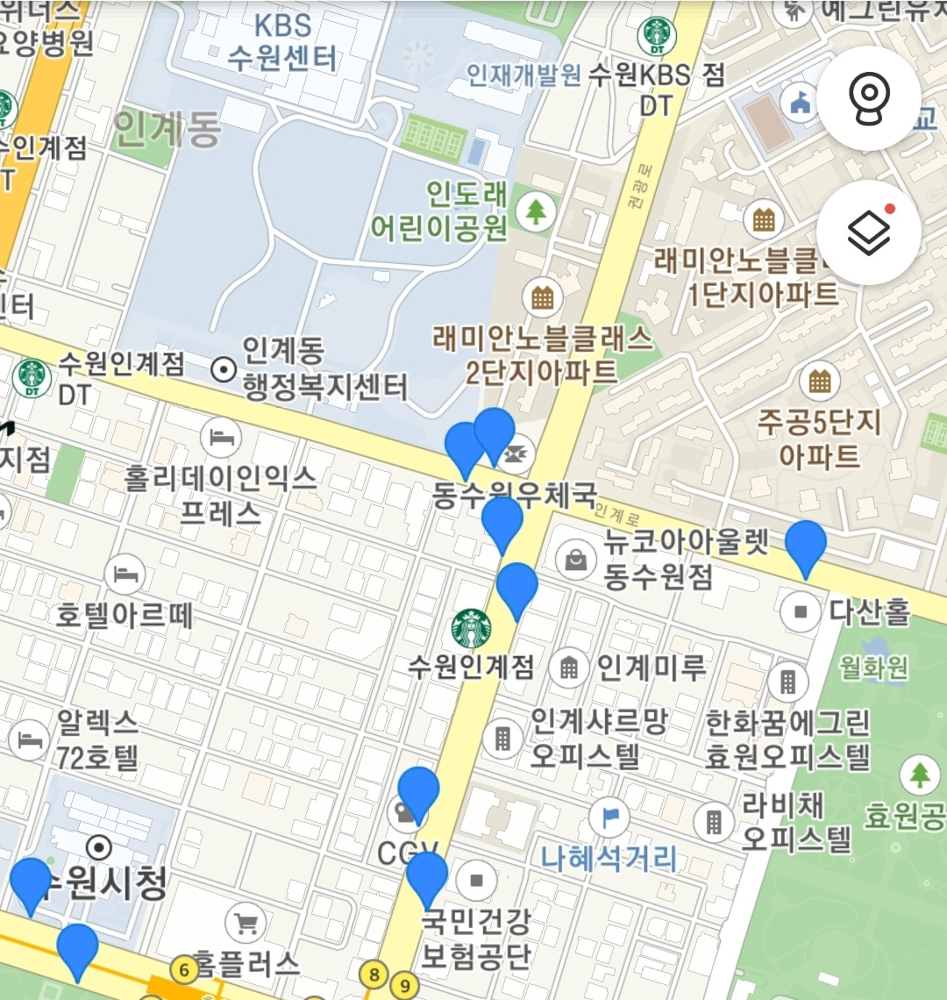 위너스
요양병원
KBS
수원센터
인재개발원
수원KBS 점
DT
DT
인계동
수인계점
인도래
어린이공원
권광로
래미안노블클
1단지아파트
교
센터
래미안노블클래스
2단지아파트
수원인계점
DT
DT
인계동
행정복지센터
주공5단지
아파트
지점
홀리데이인익스
프레스
동수원우체국
인계로
뉴코아아울렛
동수원점
호텔아르떼
다산홀
수원인계점
인계미루
월화원
알렉스
72호텔
인계샤르망
오피스텔
한화꿈에그린
효원오피스텔
라비채
오피스텔
효원공
CGV
나혜석거리
수원시청
국민건강
보험공단
홈플러스
6
8
9